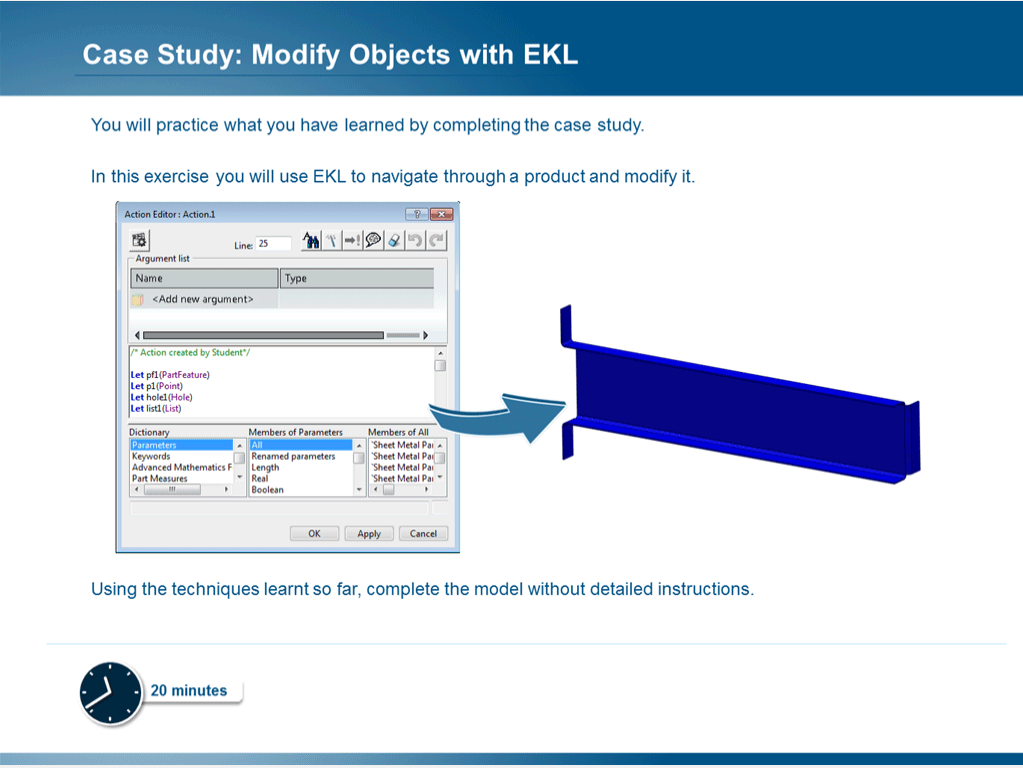 Case Study: Modify Objects with EKL
You will practice what you have learned by completing the case study.
In this exercise you will use EKL to navigate through a product and modify it.
Action Editor : Action.1
Line: 25
Argument list
Name Type
<Add new argument>
/* Action created by Student*/
Let pf1(PartFeature)
Let p1(Point)
Let hole1(Hole)
Let list1(List)
Dictionary Members of Parameters Members of All
Parameters All 'Sheet Metal Par
Keywords Renamed parameters 'Sheet Metal Par
Advanced Mathematics F Length 'Sheet Metal Par
Part Measures Real 'Sheet Metal Par
Boolean
OK Apply Cancel
Using the techniques learnt so far, complete the model without detailed instructions.
20 minutes